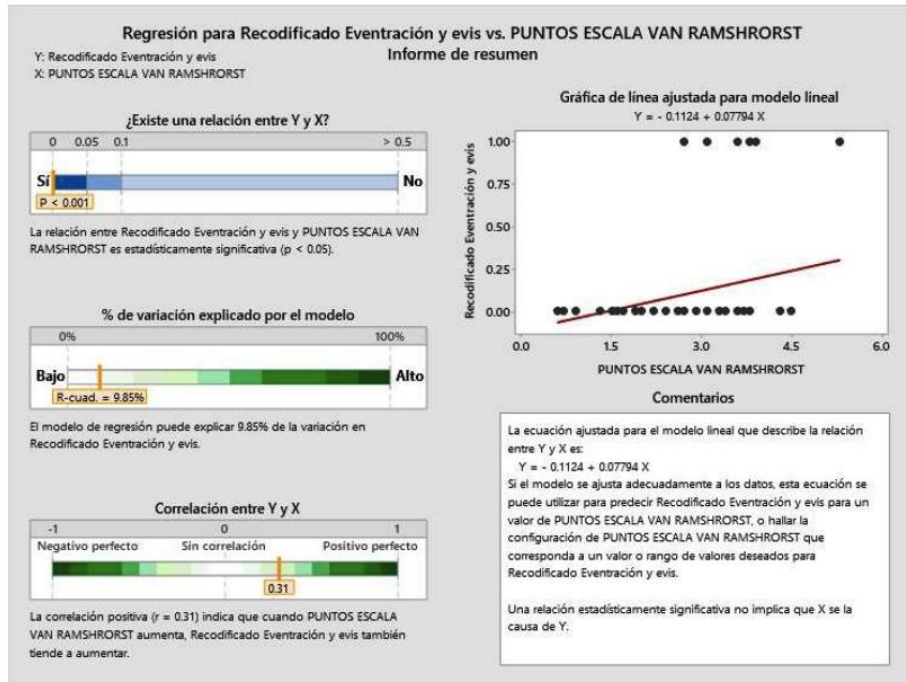 Regresión para Recodificado Eventración y evis vs. PUNTOS ESCALA VAN RAMSHRORST
Informe de resumen
Y: Recodificado Eventración y evis
X: PUNTOS ESCALA VAN RAMSHRORST
¿Existe una relación entre Y y X?
0 0.05 0.1 > 0.5
Sí No
P < 0.001
La relación entre Recodificado Eventración y evis y PUNTOS ESCALA VAN
RAMSHRORST es estadísticamente significativa (p < 0.05).
% de variación explicado por el modelo
0% 100%
Bajo Alto
R-cuad. = 9.85%
El modelo de regresión puede explicar 9.85% de la variación en
Recodificado Eventración y evis.
Correlación entre Y y X
-1 0 1
Negativo perfecto Sin correlación Positivo perfecto
0.31
La correlación positiva (r = 0.31) indica que cuando PUNTOS ESCALA
VAN RAMSHRORST aumenta, Recodificado Eventración y evis también
tiende a aumentar.
Gráfica de línea ajustada para modelo lineal
Y = - 0.1124 + 0.07794 X
Recodificado Eventración y evis
1.00
0.75
0.50
0.25
0.00
0.0 1.5 3.0 4.5 6.0
PUNTOS ESCALA VAN RAMSHRORST
Comentarios
La ecuación ajustada para el modelo lineal que describe la relación
entre Y y X es:
Y = - 0.1124 + 0.07794 X
Si el modelo se ajusta adecuadamente a los datos, esta ecuación se
puede utilizar para predecir Recodificado Eventración y evis para un
valor de PUNTOS ESCALA VAN RAMSHRORST, o hallar la
configuración de PUNTOS ESCALA VAN RAMSHRORST que
corresponda a un valor o rango de valores deseados para
Recodificado Eventración y evis.
Una relación estadísticamente significativa no implica que X se la
causa de Y.